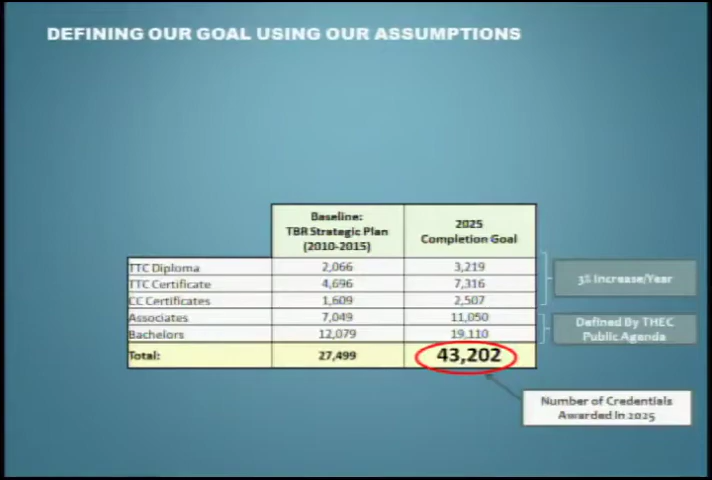 DEFINING OUR GOAL USING OUR ASSUMPTIONS
Baseline:
TBR Strategic Plan
(2010-2015)
2025
Completion Goal
TTC Diploma 2,066 3,219
TTC Certificate 4,696 7,316
CC Certificates 1,609 2,507
Associates 7,049 11,050
Bachelors 12,079 19,110
Total: 27,499 43,202
3% Increase/Year
Defined By THEC
Public Agenda
Number of Credentials
Awarded in 2025